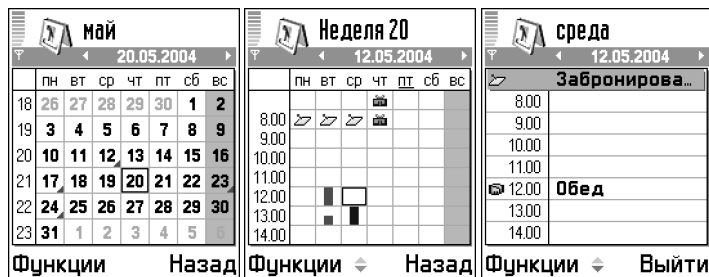 май
20.05.2004
пн вт ср чт пт сб вс
18 26 27 28 29 30 1 2
19 3 4 5 6 7 8 9
20 10 11 12 13 14 15 16
21 17 18 19 20 21 22 23
22 24 25 26 27 28 29 30
23 31 1 2 3 4 5 6
Функции Назад
Неделя 20
12.05.2004
пн вт ср чт пт сб вс
8.00
9.00
10.00
11.00
12.00
13.00
14.00
Функции Назад
среда
12.05.2004
Забронирова...
8.00
9.00
10.00
11.00
12.00 Обед
13.00
14.00
Функции Выйти